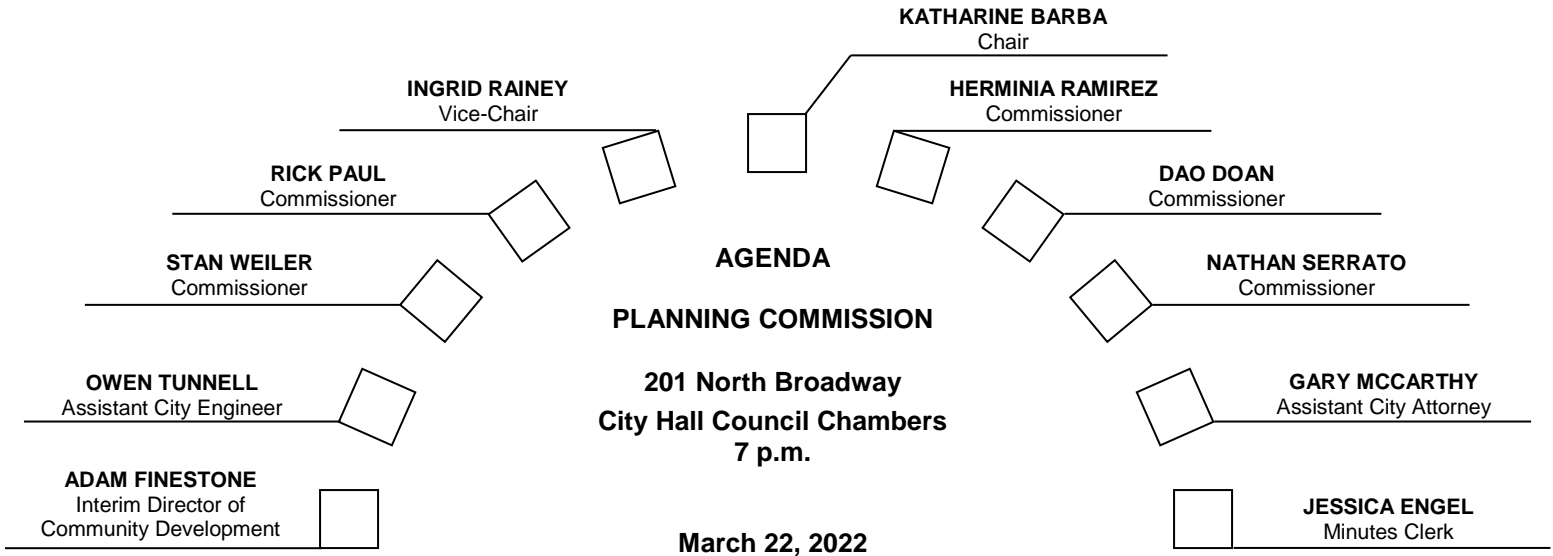 KATHARINE BARBA
Chair
INGRID RAINEY
Vice-Chair
HERMINIA RAMIREZ
Commissioner
RICK PAUL
Commissioner
DAO DOAN
Commissioner
STAN WEILER
Commissioner
NATHAN SERRATO
Commissioner
OWEN TUNNELL
Assistant City Engineer
GARY MCCARTHY
Assistant City Attorney
ADAM FINESTONE
Interim Director of
Community Development
JESSICA ENGEL
Minutes Clerk
AGENDA
PLANNING COMMISSION
201 North Broadway
City Hall Council Chambers
7 p.m.
March 22, 2022